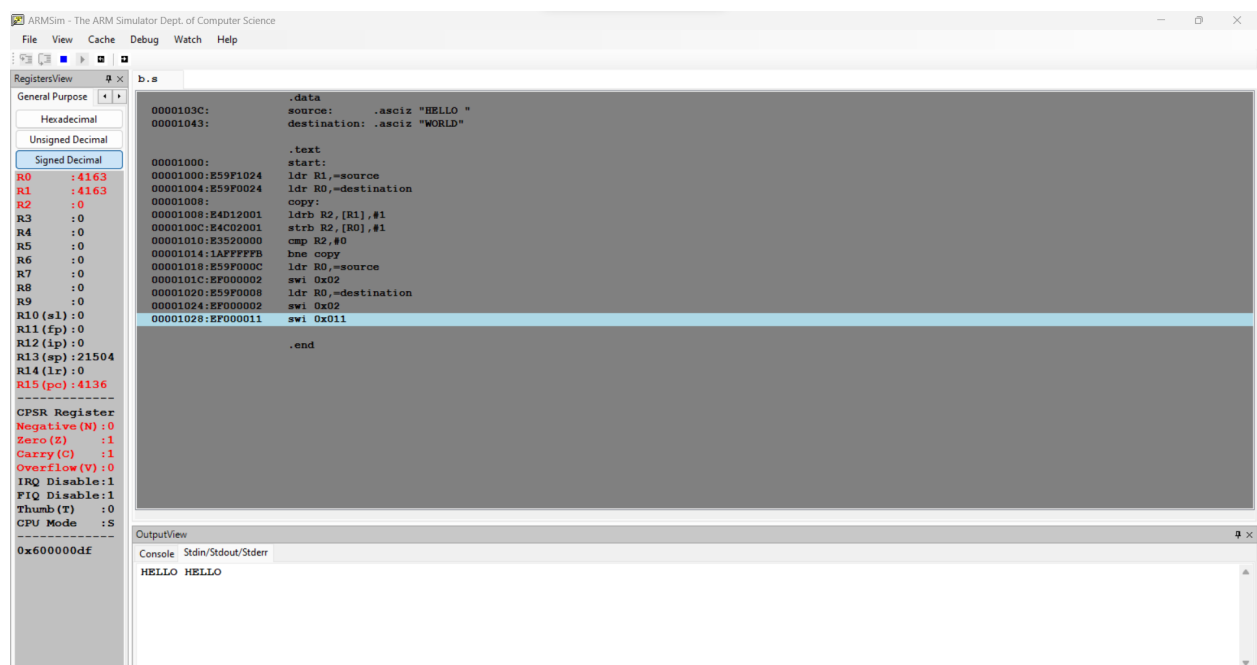 ARMSim - The ARM Simulator Dept. of Computer Science
File View Cache Debug Watch Help
RegistersView
General Purpose
Hexadecimal
Unsigned Decimal
Signed Decimal
R0 :4163
R1 :4163
R2 :0
R3 :0
R4 :0
R5 :0
R6 :0
R7 :0
R8 :0
R9 :0
R10(sl):0
R11(fp):0
R12(ip):0
R13(sp):21504
R14(lr):0
R15(pc):4136
-------------
CPSR Register
Negative(N):0
Zero(Z) :1
Carry(C) :1
Overflow(V):0
IRQ Disable:1
FIQ Disable:1
Thumb(T) :0
CPU Mode :S
-------------
0x600000df
b.s
.data
0000103C: source: .asciz "HELLO "
00001043: destination: .asciz "WORLD"
.text
00001000: start:
00001000:E59F1024 ldr R1,=source
00001004:E59F0024 ldr R0,=destination
00001008: copy:
00001008:E4D12001 ldrb R2,[R1],#1
0000100C:E4C02001 strb R2,[R0],#1
00001010:E3520000 cmp R2,#0
00001014:1AFFFFFB bne copy
00001018:E59F000C ldr R0,=source
0000101C:EF000002 swi 0x02
00001020:E59F0008 ldr R0,=destination
00001024:EF000002 swi 0x02
00001028:EF000011 swi 0x011
.end
OutputView
Console Stdin/Stdout/Stderr
HELLO HELLO